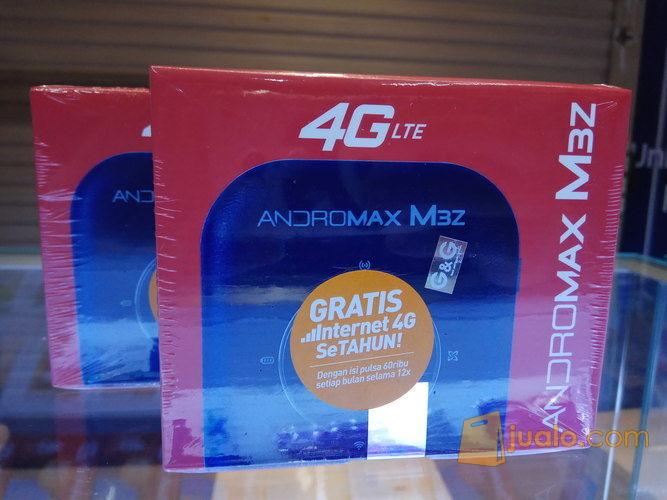 4G LTE
ANDROMAX M3Z
G&G
GRATIS
Internet 4G
SeTAHUN!
Dengan isi pulsa 60ribu
setiap bulan selama 12x
ANDROMAX M3Z
ANDRO
jualo.com